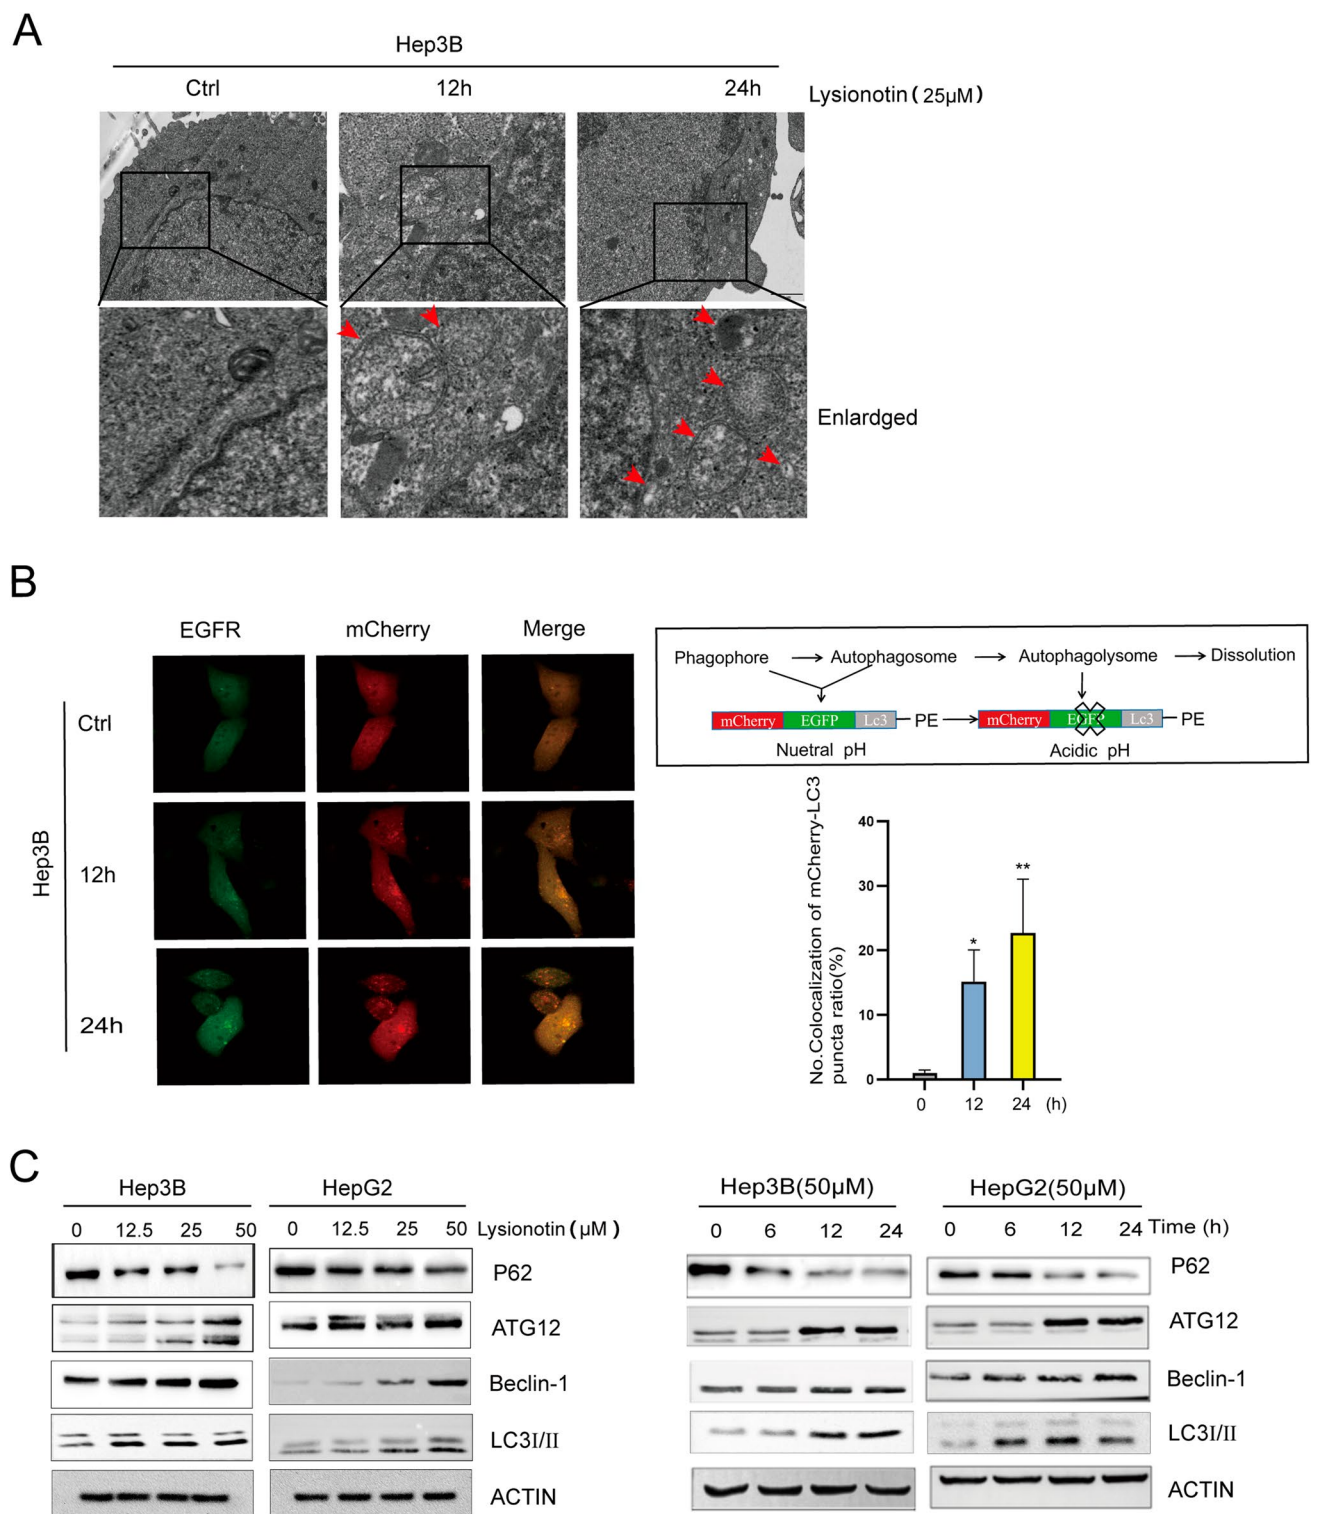 A
Hep3B
Ctrl 12h 24h Lysionotin ( 25μM )
Enlardged
B
EGFR mCherry Merge
Ctrl
12h
24h
Hep3B
Phagophore Autophagosome Autophagolysome Dissolution
mCherry EGFP Lc3 PE mCherry EGFP Lc3 PE
Nuetral pH Acidic pH
No.Colocalization of mCherry-LC3
puncta ratio(%)
40
30
20
10
0
* **
0 12 24 (h)
C
Hep3B HepG2 Hep3B(50μM) HepG2(50μM)
0 12.5 25 50 0 12.5 25 50 Lysionotin ( μM ) 0 6 12 24 0 6 12 24 Time (h)
P62 P62
ATG12 ATG12
Beclin-1 Beclin-1
LC3I/II LC3I/II
ACTIN ACTIN